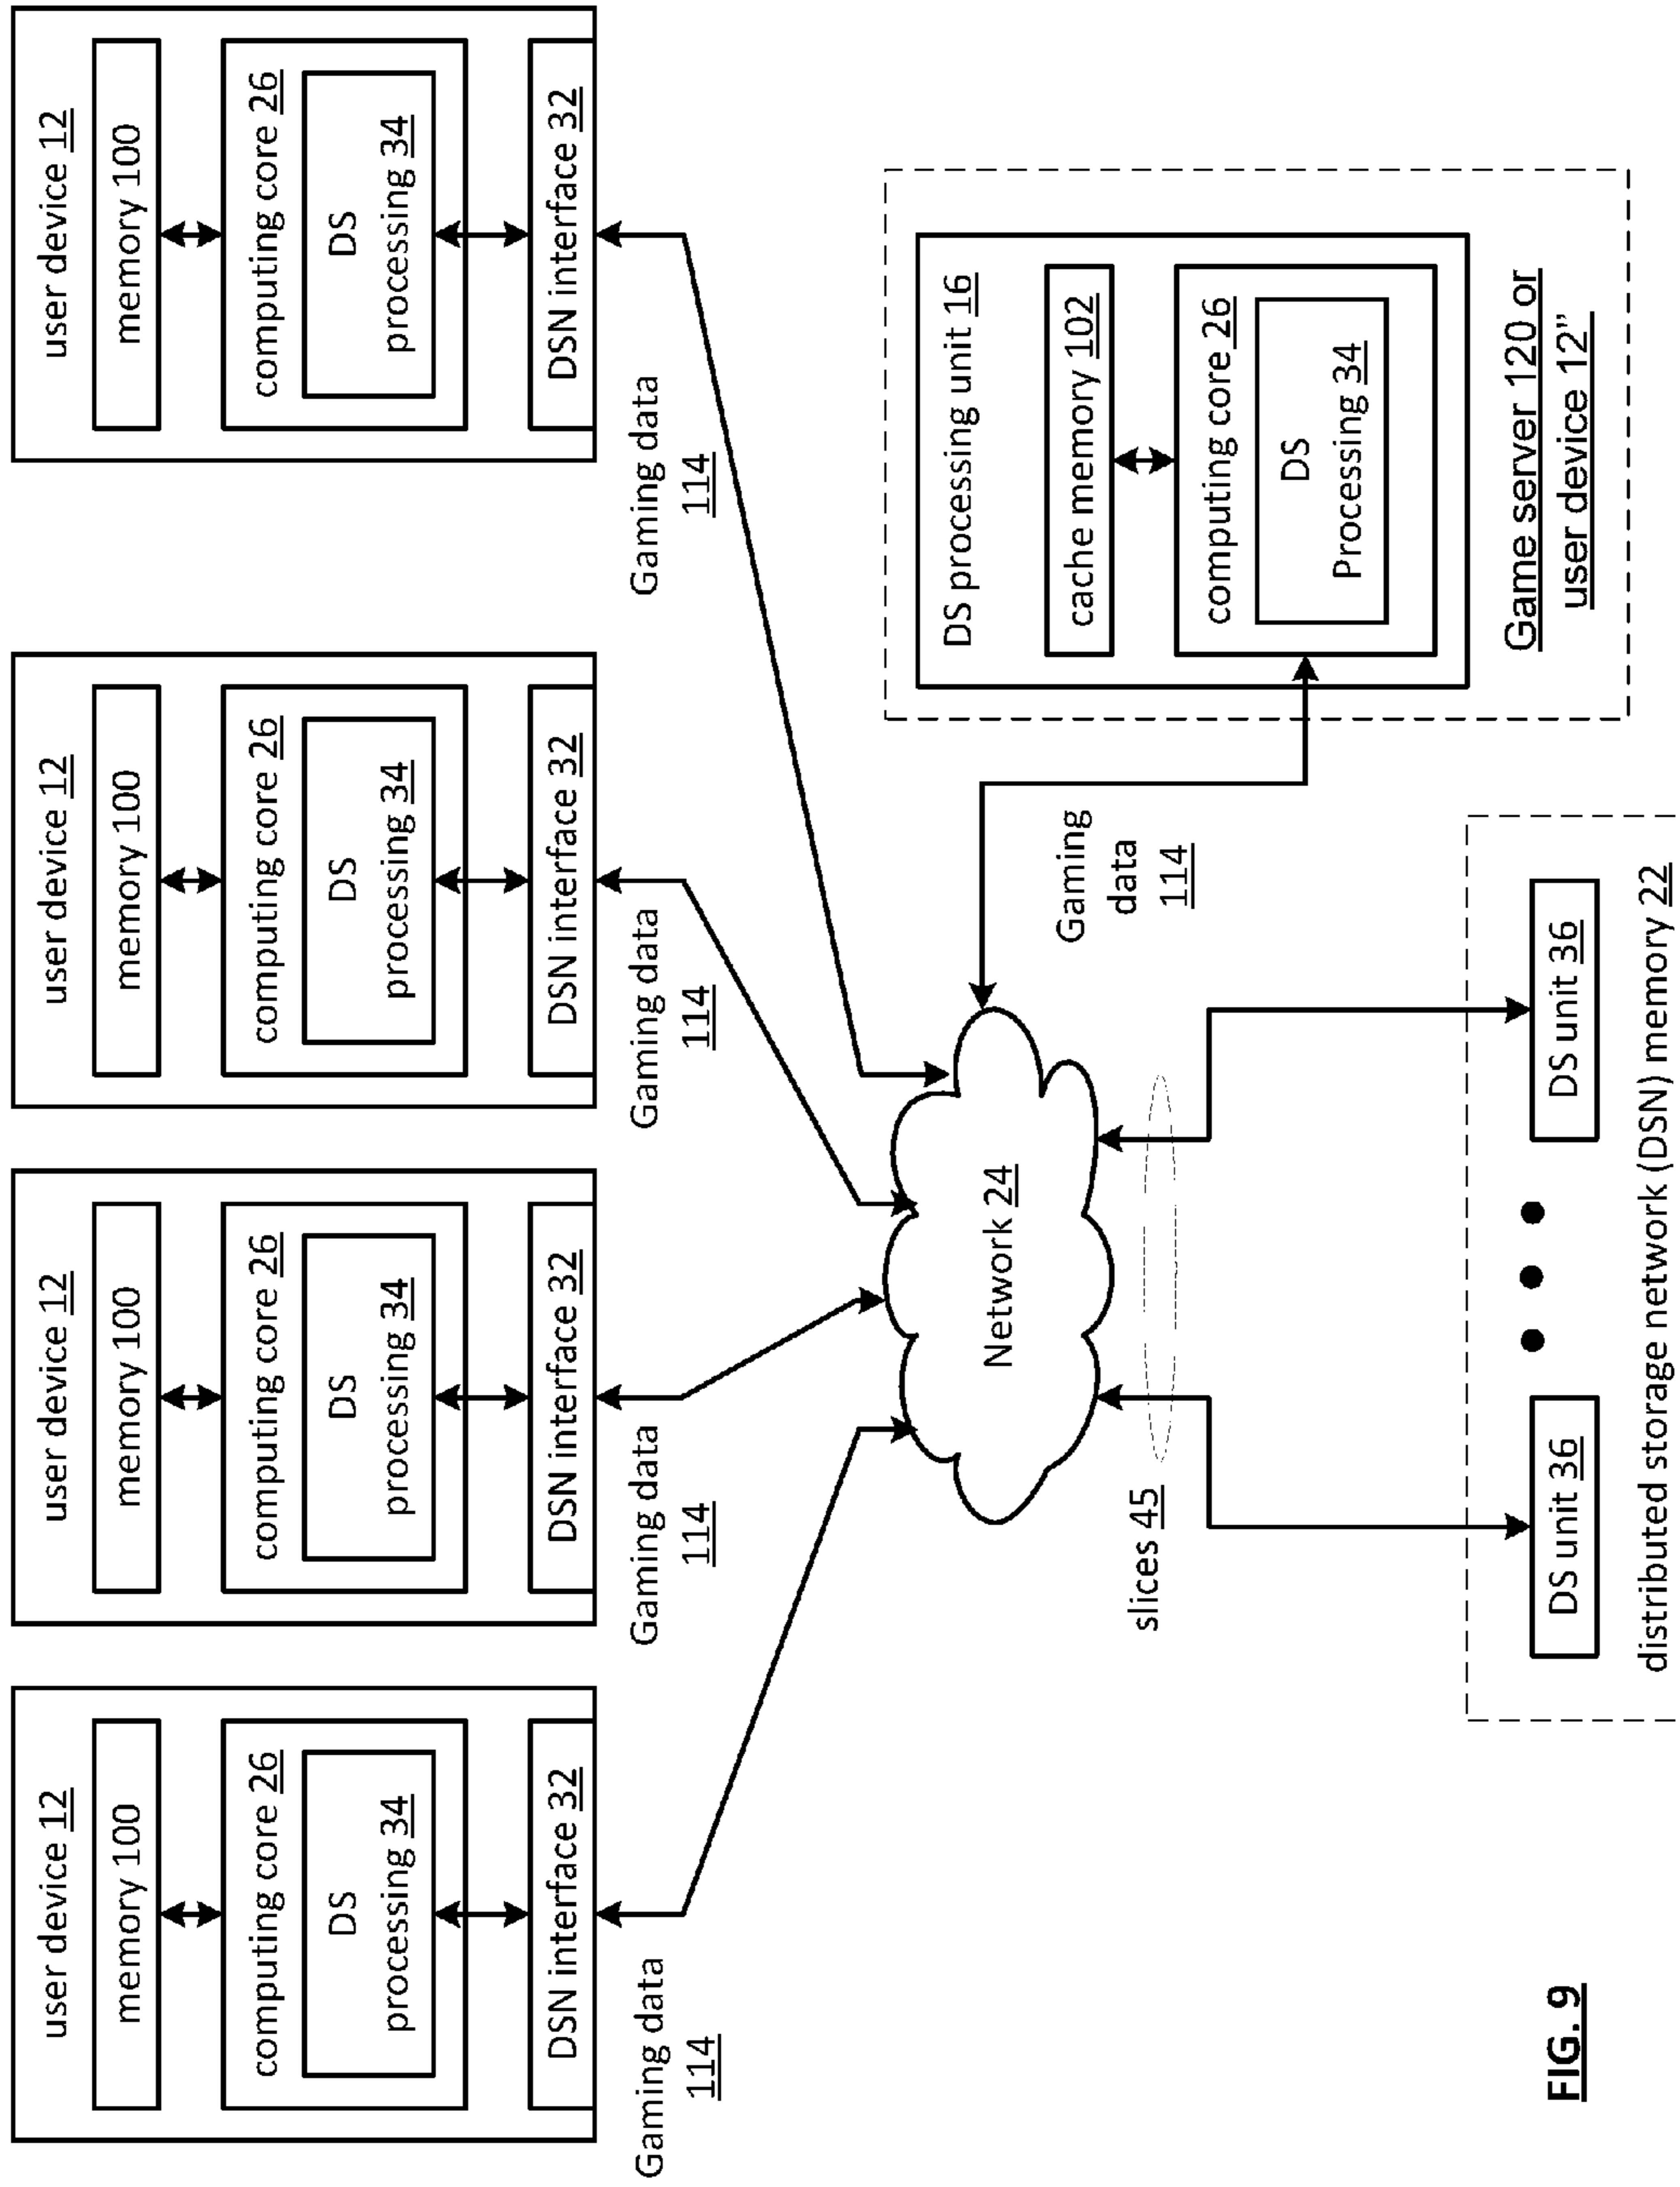 user device 12
memory 100
computing core 26
DS
processing 34
DSN interface 32
Gaming data
114
user device 12
memory 100
computing core 26
DS
processing 34
DSN interface 32
Gaming data
114
user device 12
memory 100
computing core 26
DS
processing 34
DSN interface 32
Gaming data
114
user device 12
memory 100
computing core 26
DS
processing 34
DSN interface 32
Gaming data
114
Network 24
Gaming
data
114
DS processing unit 16
cache memory 102
computing core 26
DS
Processing 34
Game server 120 or
user device 12”
slices 45
DS unit 36
DS unit 36
distributed storage network (DSN) memory 22
FIG. 9